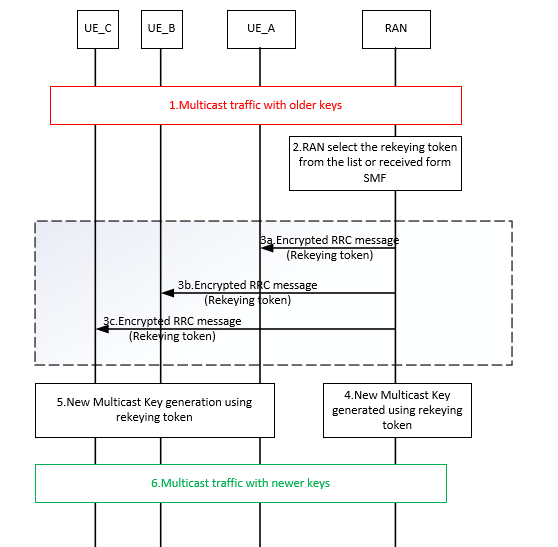 UE_C
UE_B
UE_A
RAN
1.Multicast traffic with older keys
2.RAN select the rekeying token
from the list or received form
SMF
3a.Encrypted RRC message
(Rekeying token)
3b.Encrypted RRC message
(Rekeying token)
3c.Encrypted RRC message
(Rekeying token)
5.New Multicast Key generation using
rekeying token
4.New Multicast Key
generated using rekeying
token
6.Multicast traffic with newer keys